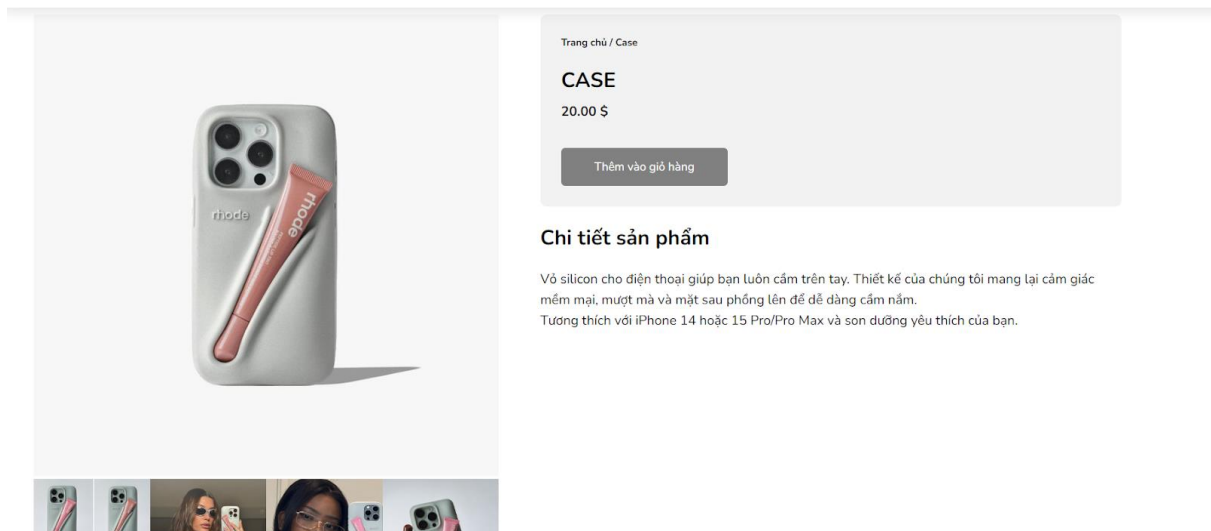 Trang chủ / Case
CASE
20.00 $
Thêm vào giỏ hàng
rhode
rhode
Chi tiết sản phẩm
Vỏ silicon cho điện thoại giúp bạn luôn cầm trên tay. Thiết kế của chúng tôi mang lại cảm giác
mềm mại, mượt mà và mặt sau phồng lên để dễ dàng cầm nắm.
Tương thích với iPhone 14 hoặc 15 Pro/Pro Max và son dưỡng yêu thích của bạn.